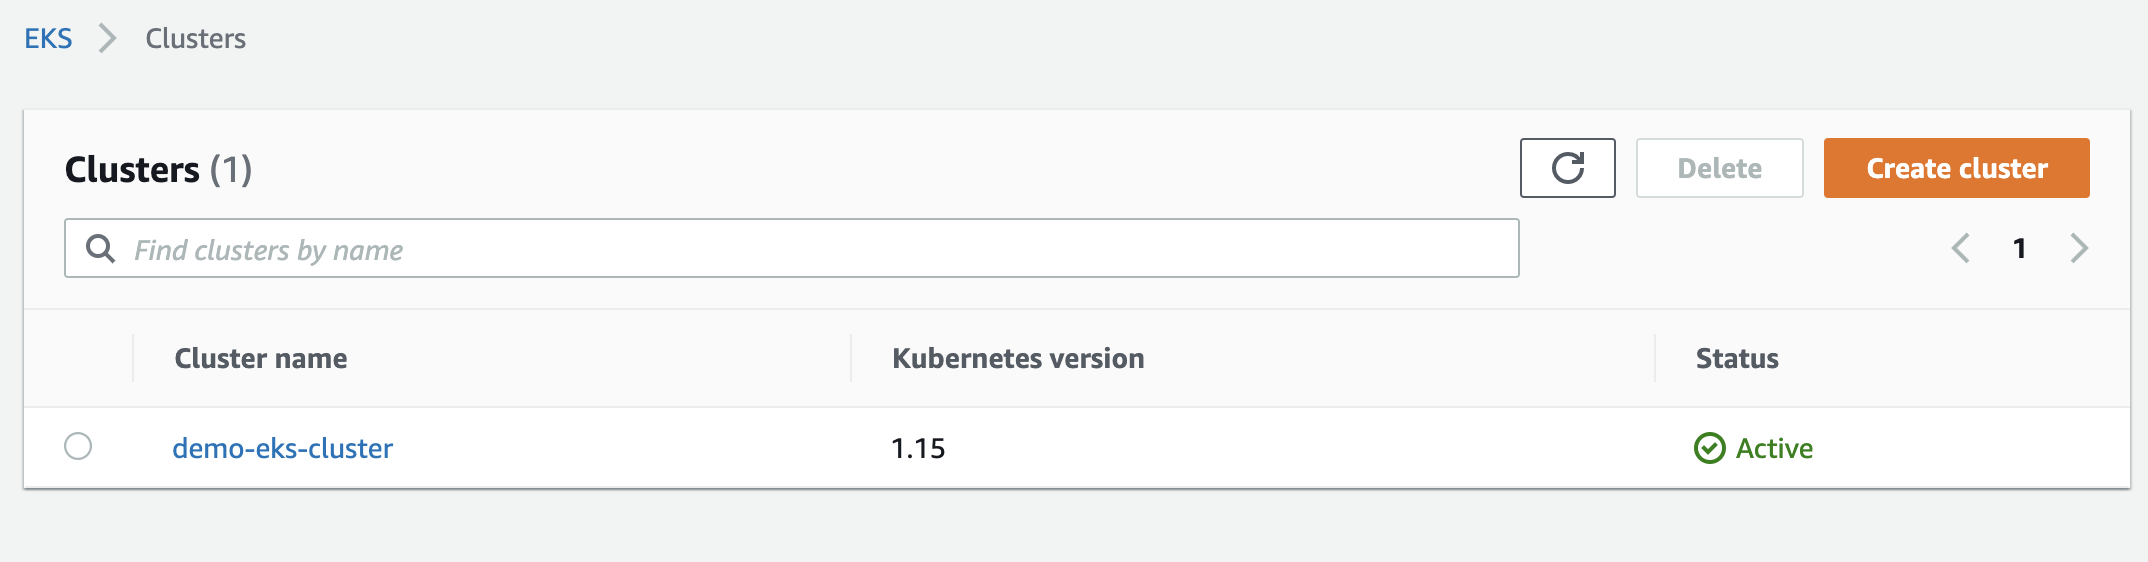 EKS Clusters
Clusters (1)
Delete
Create cluster
Find clusters by name
1
Cluster name Kubernetes version Status
demo-eks-cluster 1.15 Active